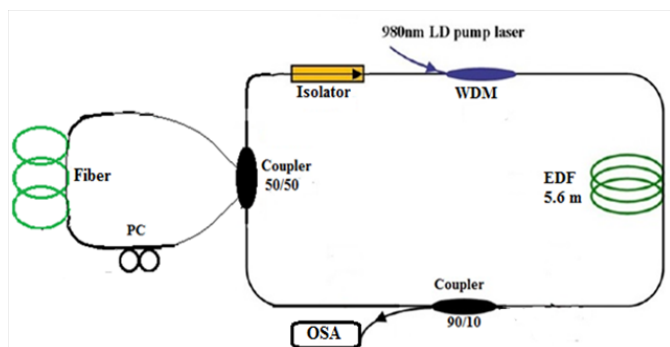 980nm LD pump laser
Isolator
WDM
Fiber
Coupler
50/50
EDF
5.6 m
PC
Coupler
90/10
OSA